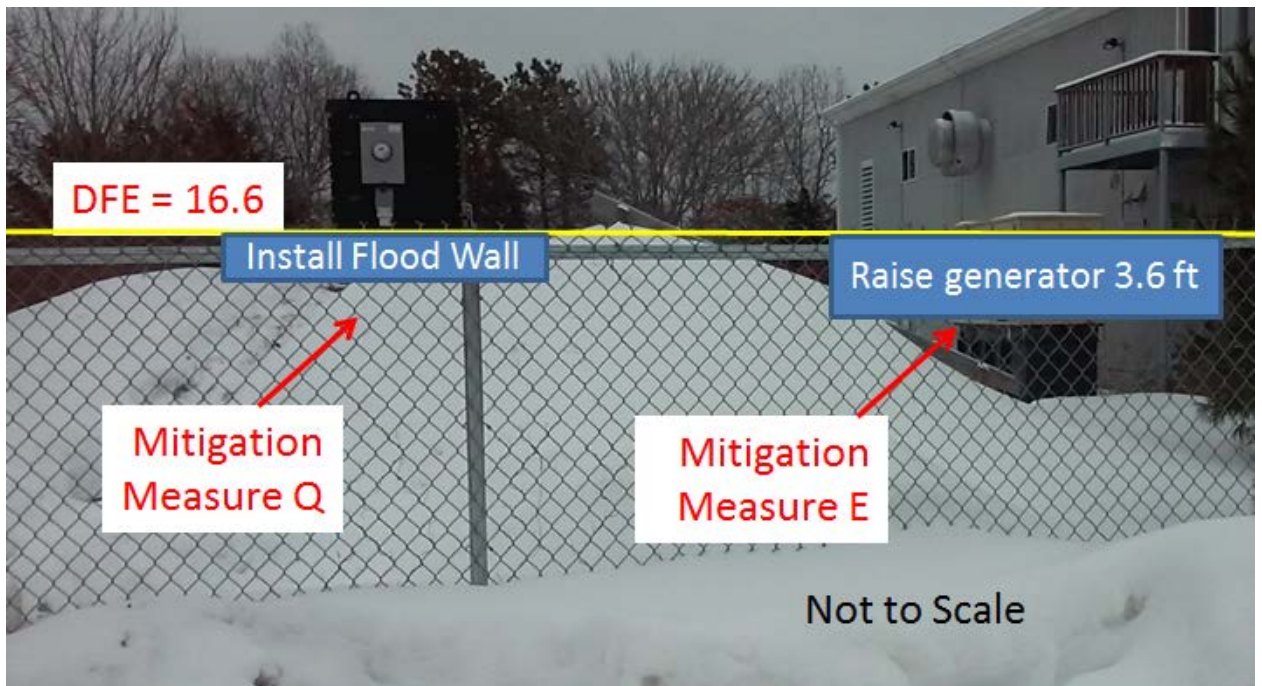 DFE = 16.6
Install Flood Wall
Raise generator 3.6 ft
Mitigation
Measure Q
Mitigation
Measure E
Not to Scale